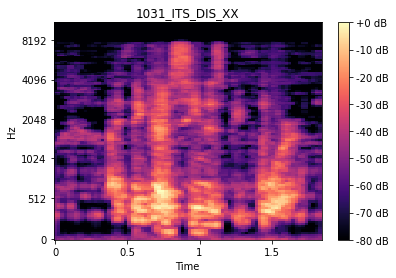 1031_ITS_DIS_XX
8192
4096
2048
1024
512
0
Hz
0
0.5
1
1.5
Time
+0 dB
-10 dB
-20 dB
-30 dB
-40 dB
-50 dB
-60 dB
-70 dB
-80 dB